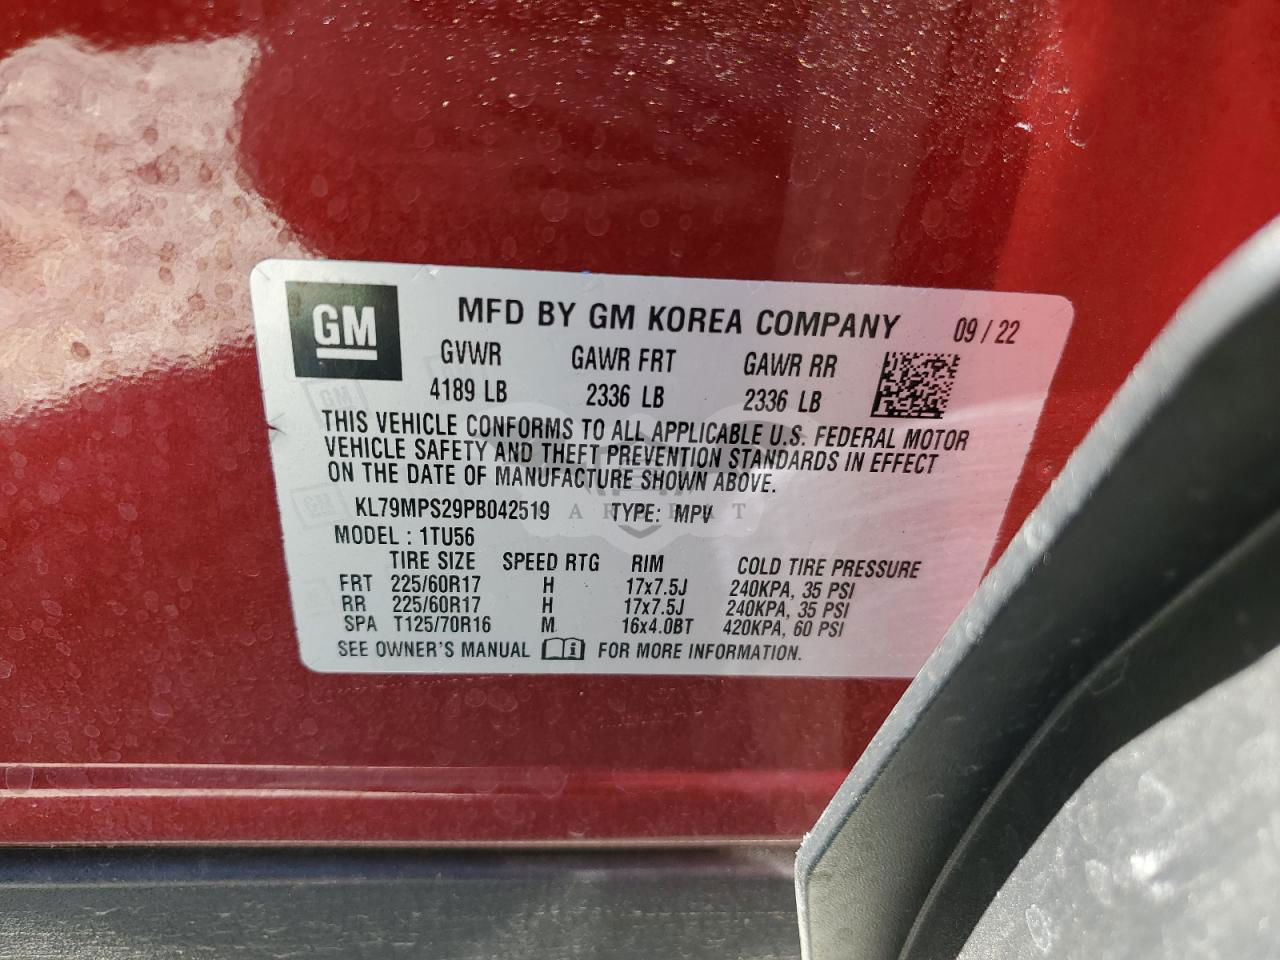 GM
MFD BY GM KOREA COMPANY 09 / 22
GVWR GAWR FRT GAWR RR
4189 LB 2336 LB 2336 LB
THIS VEHICLE CONFORMS TO ALL APPLICABLE U.S. FEDERAL MOTOR
VEHICLE SAFETY AND THEFT PREVENTION STANDARDS IN EFFECT
ON THE DATE OF MANUFACTURE SHOWN ABOVE.
KL79MPS29PB042519 TYPE: MPV
MODEL : 1TU56
TIRE SIZE SPEED RTG RIM COLD TIRE PRESSURE
FRT 225/60R17 H 17x7.5J 240KPA, 35 PSI
RR 225/60R17 H 17x7.5J 240KPA, 35 PSI
SPA T125/70R16 M 16x4.0BT 420KPA, 60 PSI
SEE OWNER'S MANUAL i FOR MORE INFORMATION.